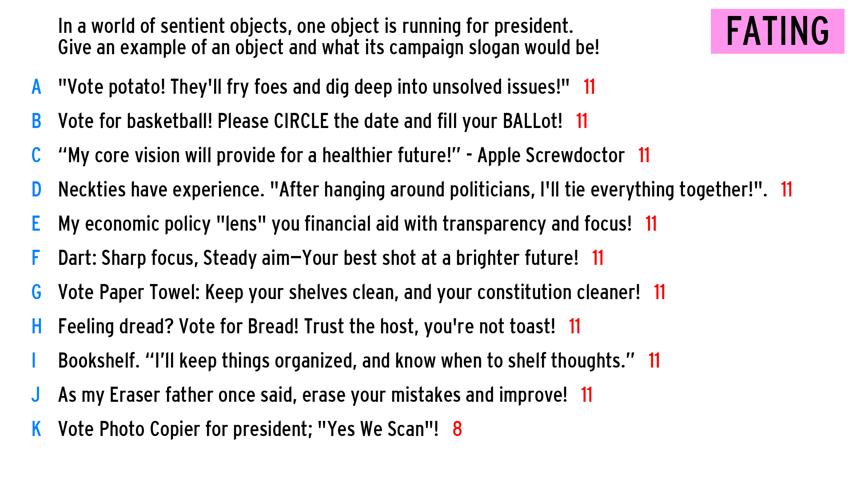 In a world of sentient objects, one object is running for president.
Give an example of an object and what its campaign slogan would be!
FATING
A "Vote potato! They'll fry foes and dig deep into unsolved issues!" 11
B Vote for basketball! Please CIRCLE the date and fill your BALLot! 11
C “My core vision will provide for a healthier future!” - Apple Screwdoctor 11
D Neckties have experience. "After hanging around politicians, I'll tie everything together!". 11
E My economic policy "lens" you financial aid with transparency and focus! 11
F Dart: Sharp focus, Steady aim—Your best shot at a brighter future! 11
G Vote Paper Towel: Keep your shelves clean, and your constitution cleaner! 11
H Feeling dread? Vote for Bread! Trust the host, you're not toast! 11
I Bookshelf. “I’ll keep things organized, and know when to shelf thoughts.” 11
J As my Eraser father once said, erase your mistakes and improve! 11
K Vote Photo Copier for president; "Yes We Scan"! 8